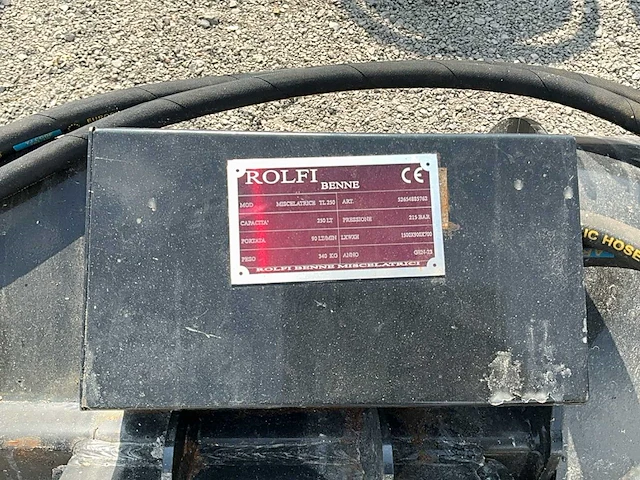 ROLFI
BENNE
CE
MOD MISCELATRICE TL 250 ART.
CAPACITA' 250 LT PRESSIONE 215 BAR
PORTATA 90 LT/MIN LXWXH
PESO 340 KG ANNO
ROLFI BENNE MISCELATRICI
IC HOSE